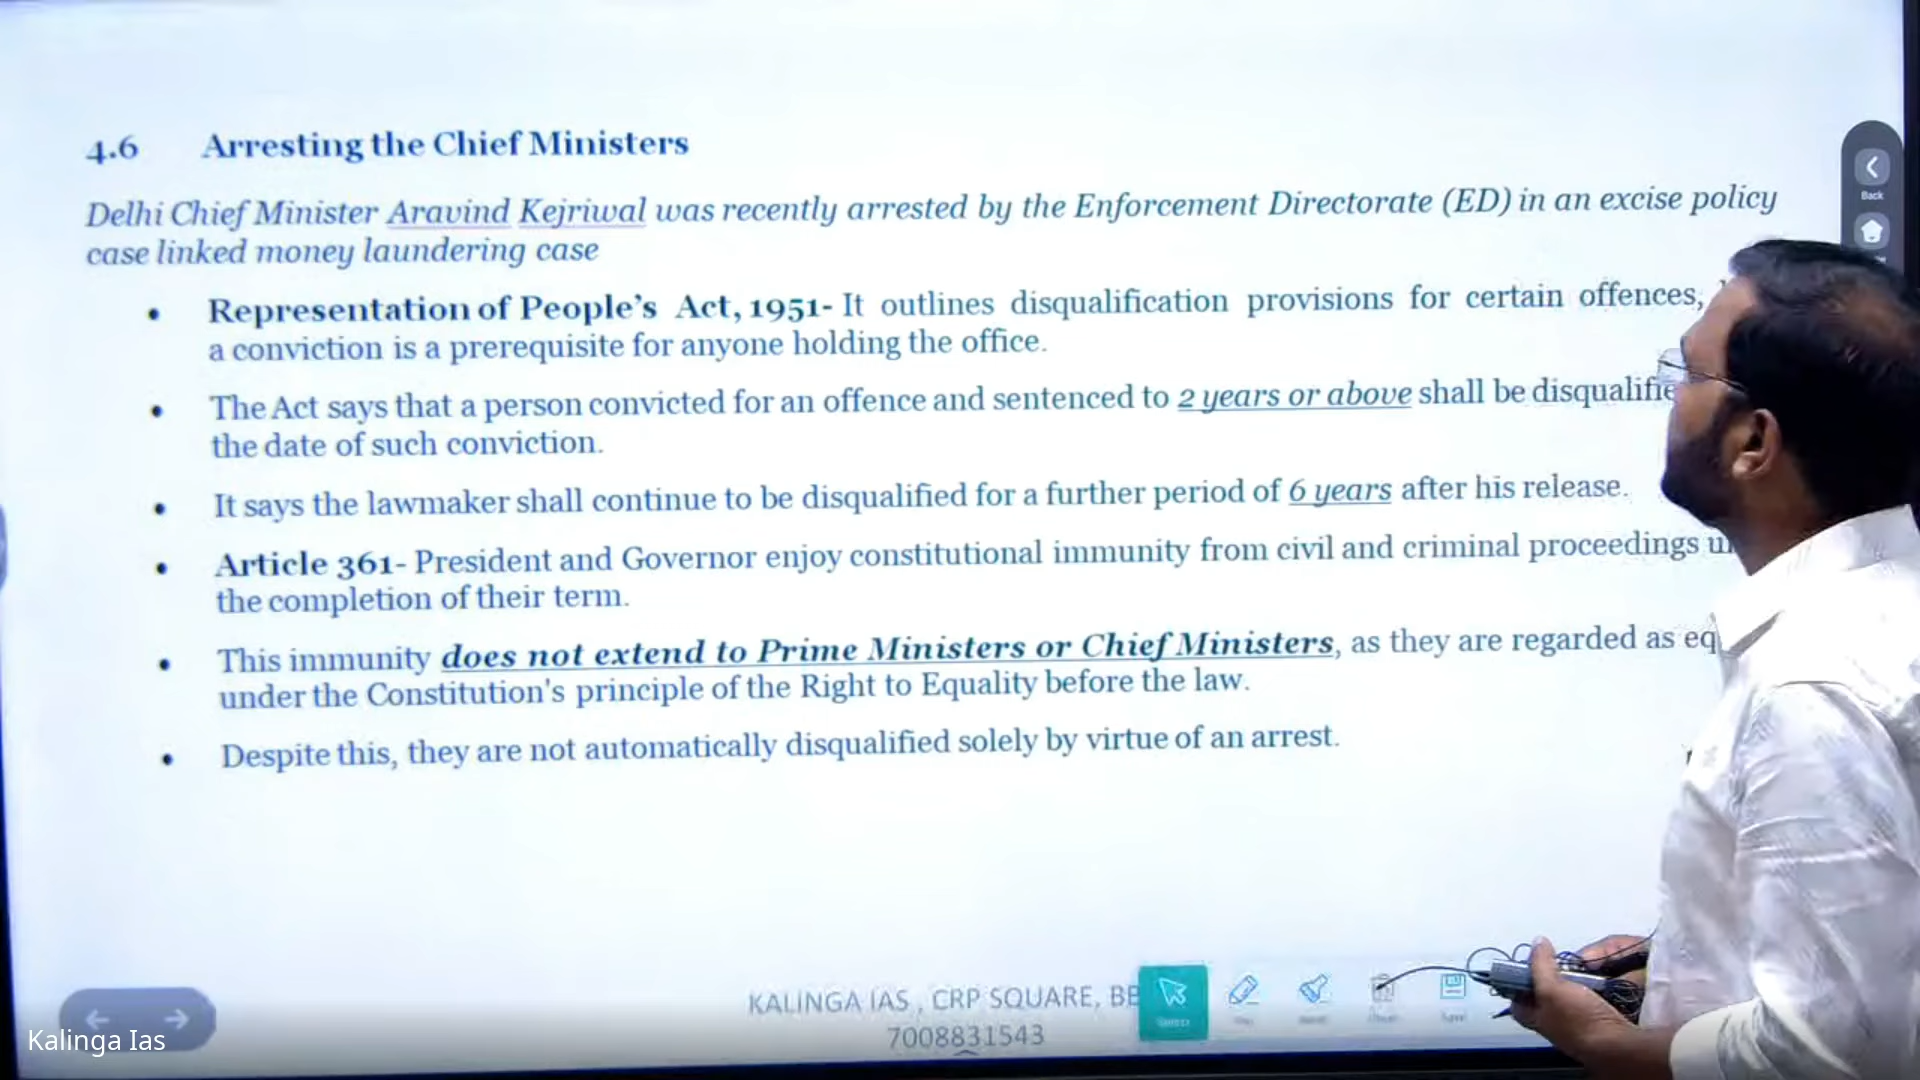 4.6 Arresting the Chief Ministers
Delhi Chief Minister Aravind Kejriwal was recently arrested by the Enforcement Directorate (ED) in an excise policy
case linked money laundering case
• Representation of People's Act, 1951- It outlines disqualification provisions for certain offences,
a conviction is a prerequisite for anyone holding the office.
• The Act says that a person convicted for an offence and sentenced to 2 years or above shall be
the date of such conviction.
• It says the lawmaker shall continue to be disqualified for a further period of 6 years after his release.
• Article 361- President and Governor enjoy constitutional immunity from civil and criminal proceedings
the completion of their term.
• This immunity does not extend to Prime Ministers or Chief Ministers, as they are regarded as
under the Constitution's principle of the Right to Equality before the law.
• Despite this, they are not automatically disqualified solely by virtue of an arrest.
Back
KALINGA IAS , CRP SQUARE,
7008831543
Select
Save
Kalinga Ias